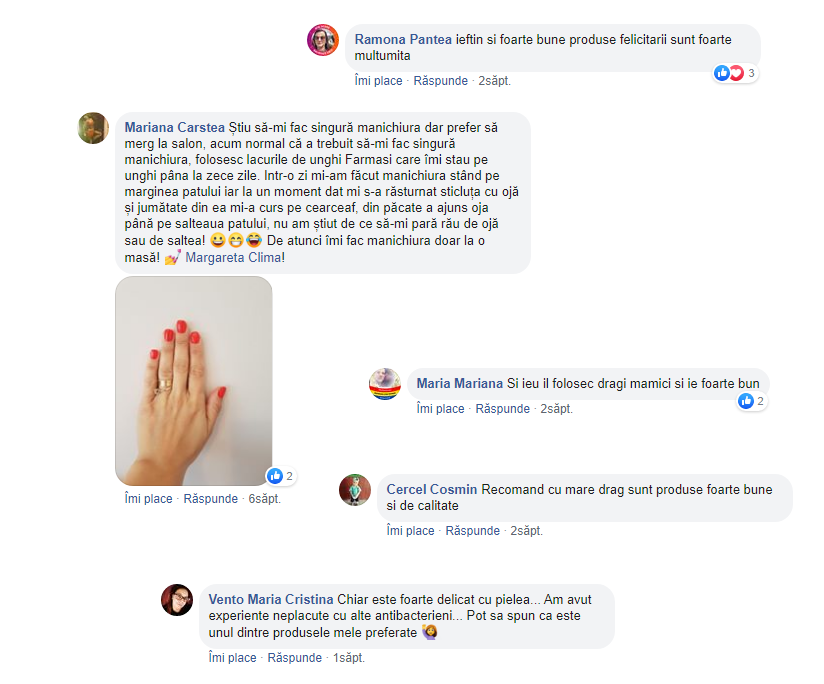 Ramona Pantea ieftin si foarte bune produse felicitarii sunt foarte
multumita
3
Îmi place · Răspunde · 2săpt.
Mariana Carstea Știu să-mi fac singură manichiura dar prefer să
merg la salon, acum normal că a trebuit să-mi fac singură
manichiura, folosesc lacurile de unghi Farmasi care îmi stau pe
unghi pâna la zece zile. Intr-o zi mi-am făcut manichiura stând pe
marginea patului iar la un moment dat mi s-a răsturnat sticluța cu ojă
și jumătate din ea mi-a curs pe cearceaf, din păcate a ajuns oja
până pe salteaua patului, nu am știut de ce să-mi pară rău de ojă
sau de saltea! 😀😁😂 De atunci îmi fac manichiura doar la o
masă! 💅 Margareta Clima!
2
Îmi place · Răspunde · 6săpt.
Maria Mariana Si ieu il folosec dragi mamici si ie foarte bun
2
Îmi place · Răspunde · 2săpt.
Cercel Cosmin Recomand cu mare drag sunt produse foarte bune
si de calitate
Îmi place · Răspunde · 2săpt.
Vento Maria Cristina Chiar este foarte delicat cu pielea... Am avut
experiente neplacute cu alte antibacterieni... Pot sa spun ca este
unul dintre produsele mele preferate 🙋‍♀️
Îmi place · Răspunde · 1săpt.